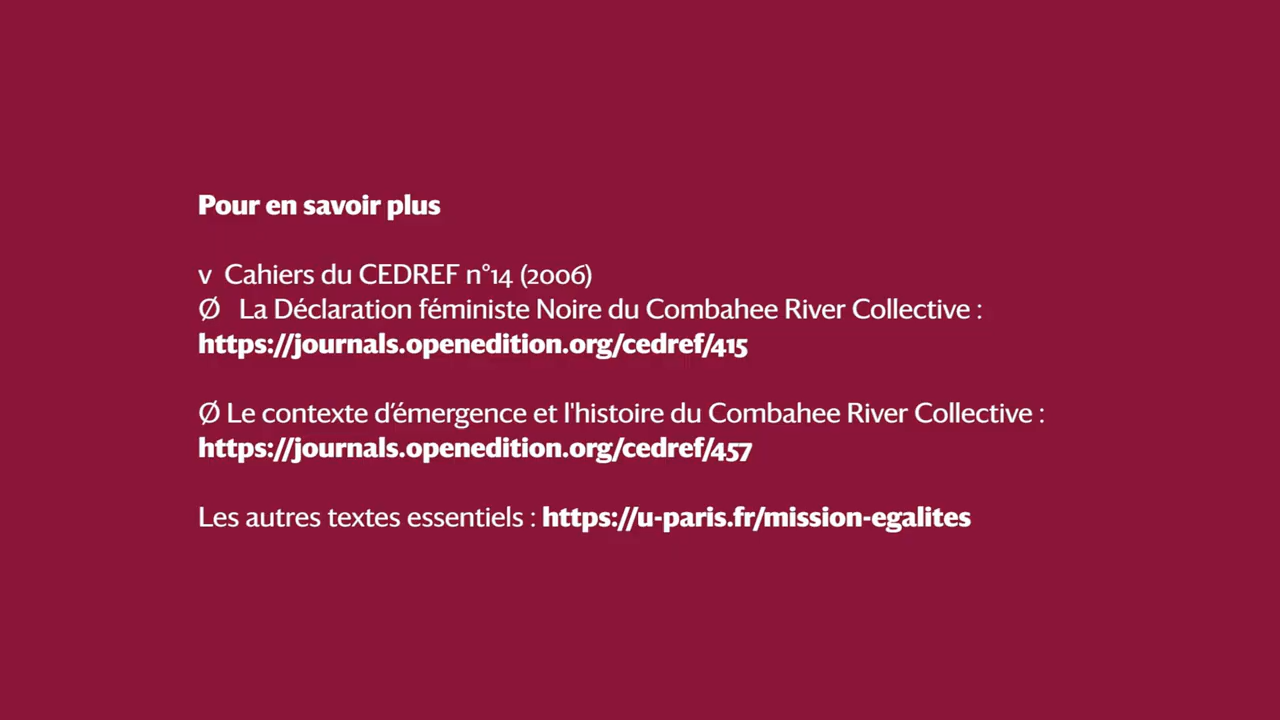 Pour en savoir plus
v Cahiers du CEDREF n°14 (2006)
Ø La Déclaration féministe Noire du Combahee River Collective :
https://journals.openedition.org/cedref/415
Ø Le contexte d’émergence et l'histoire du Combahee River Collective :
https://journals.openedition.org/cedref/457
Les autres textes essentiels : https://u-paris.fr/mission-egalites